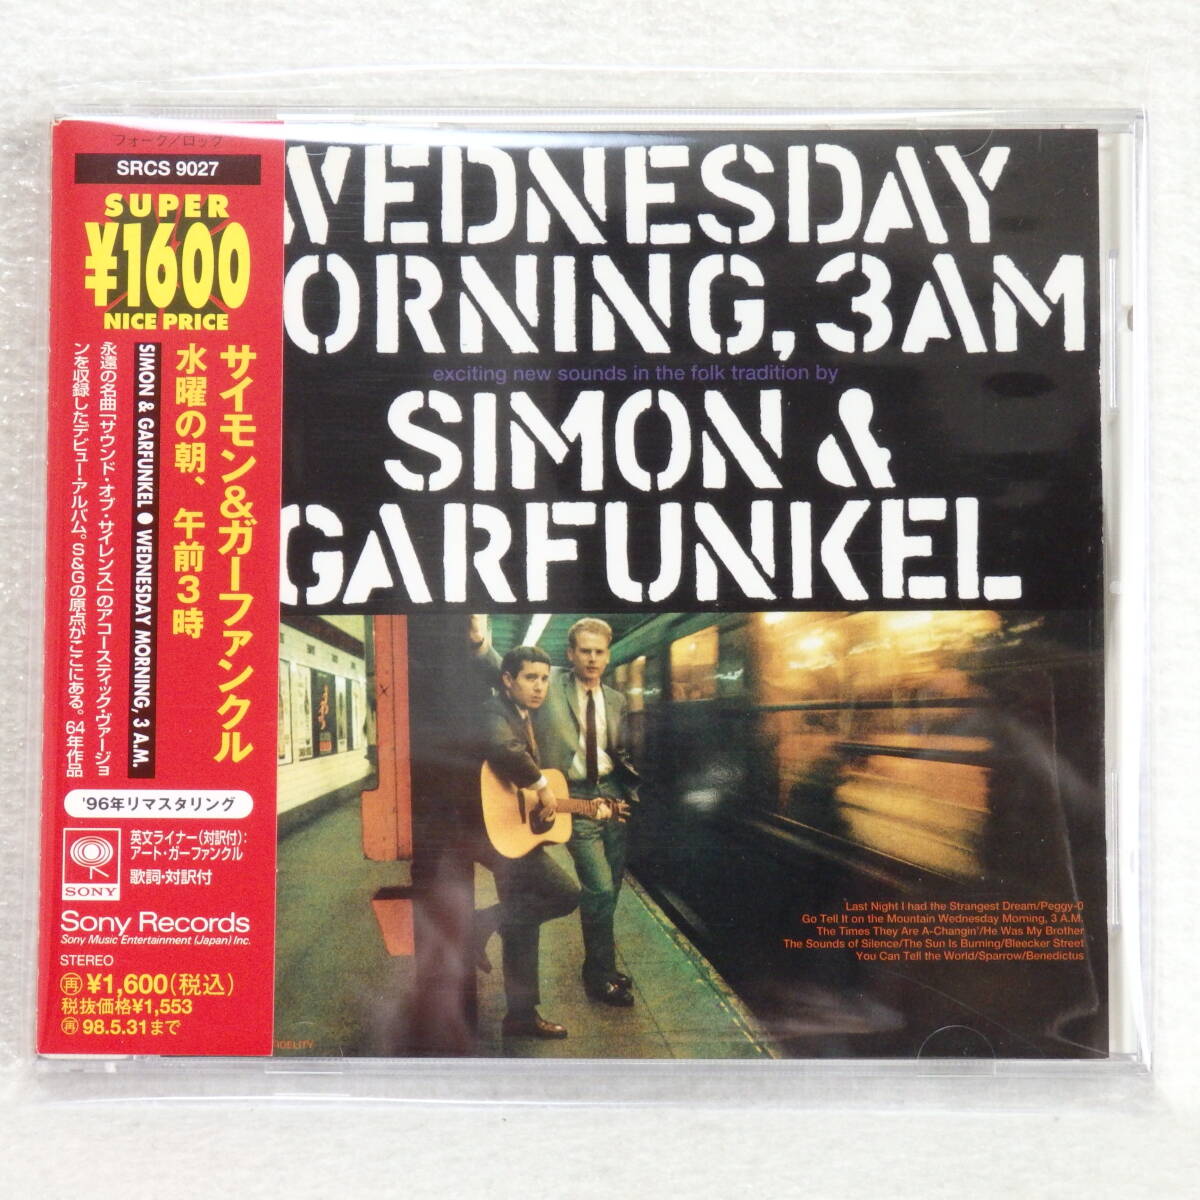 フォーク／ロック
SRCS 9027
SUPER
¥1600
NICE PRICE
サイモン&ガーファンクル
水曜の朝、午前3時
SIMON & GARFUNKEL ● WEDNESDAY MORNING, 3 A.M.
永遠の名曲「サウンド・オブ・サイレンス」のアコースティック・ヴァージョ
ンを収録したデビュー・アルバム。S&Gの原点がここにある。64年作品
'96年リマスタリング
英文ライナー(対訳付):
アート・ガーファンクル
歌詞・対訳付
SONY
Sony Records
Sony Music Entertainment (Japan) Inc.
STEREO
再 ¥1,600(税込)
税抜価格¥1,553
再 98.5.31まで
WEDNESDAY
ORNING, 3AM
exciting new sounds in the folk tradition by
SIMON &
GARFUNKEL
Last Night I had the Strangest Dream/Peggy-O
Go Tell It on the Mountain Wednesday Morning, 3 A.M.
The Times They Are A-Changin'/He Was My Brother
The Sounds of Silence/The Sun Is Burning/Bleecker Street
You Can Tell the World/Sparrow/Benedictus
IDELITY